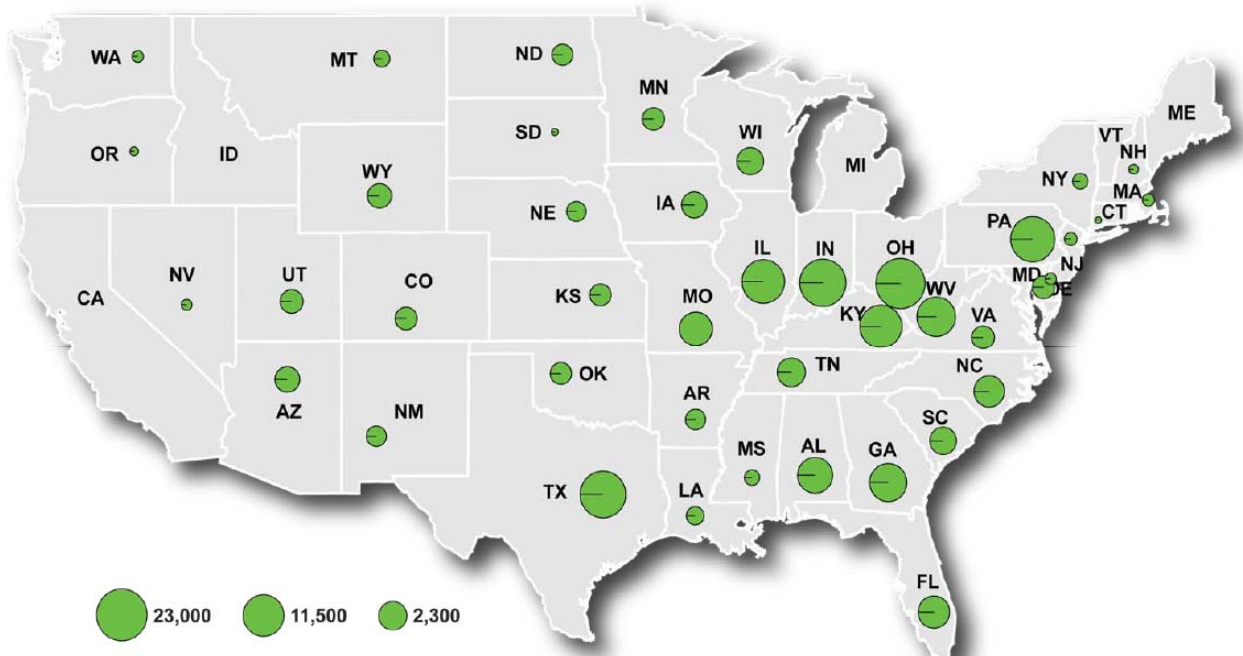 WA
MT
ND
MN
ME
OR
ID
SD
WI
VT
NH
WY
MI
NY
MA
NE
IA
PA
CT
NV
UT
CO
IL
IN
OH
NJ
CA
KS
MO
MD
DE
WV
KY
VA
OK
TN
NC
AZ
NM
AR
SC
MS
AL
GA
TX
LA
FL
23,000
11,500
2,300